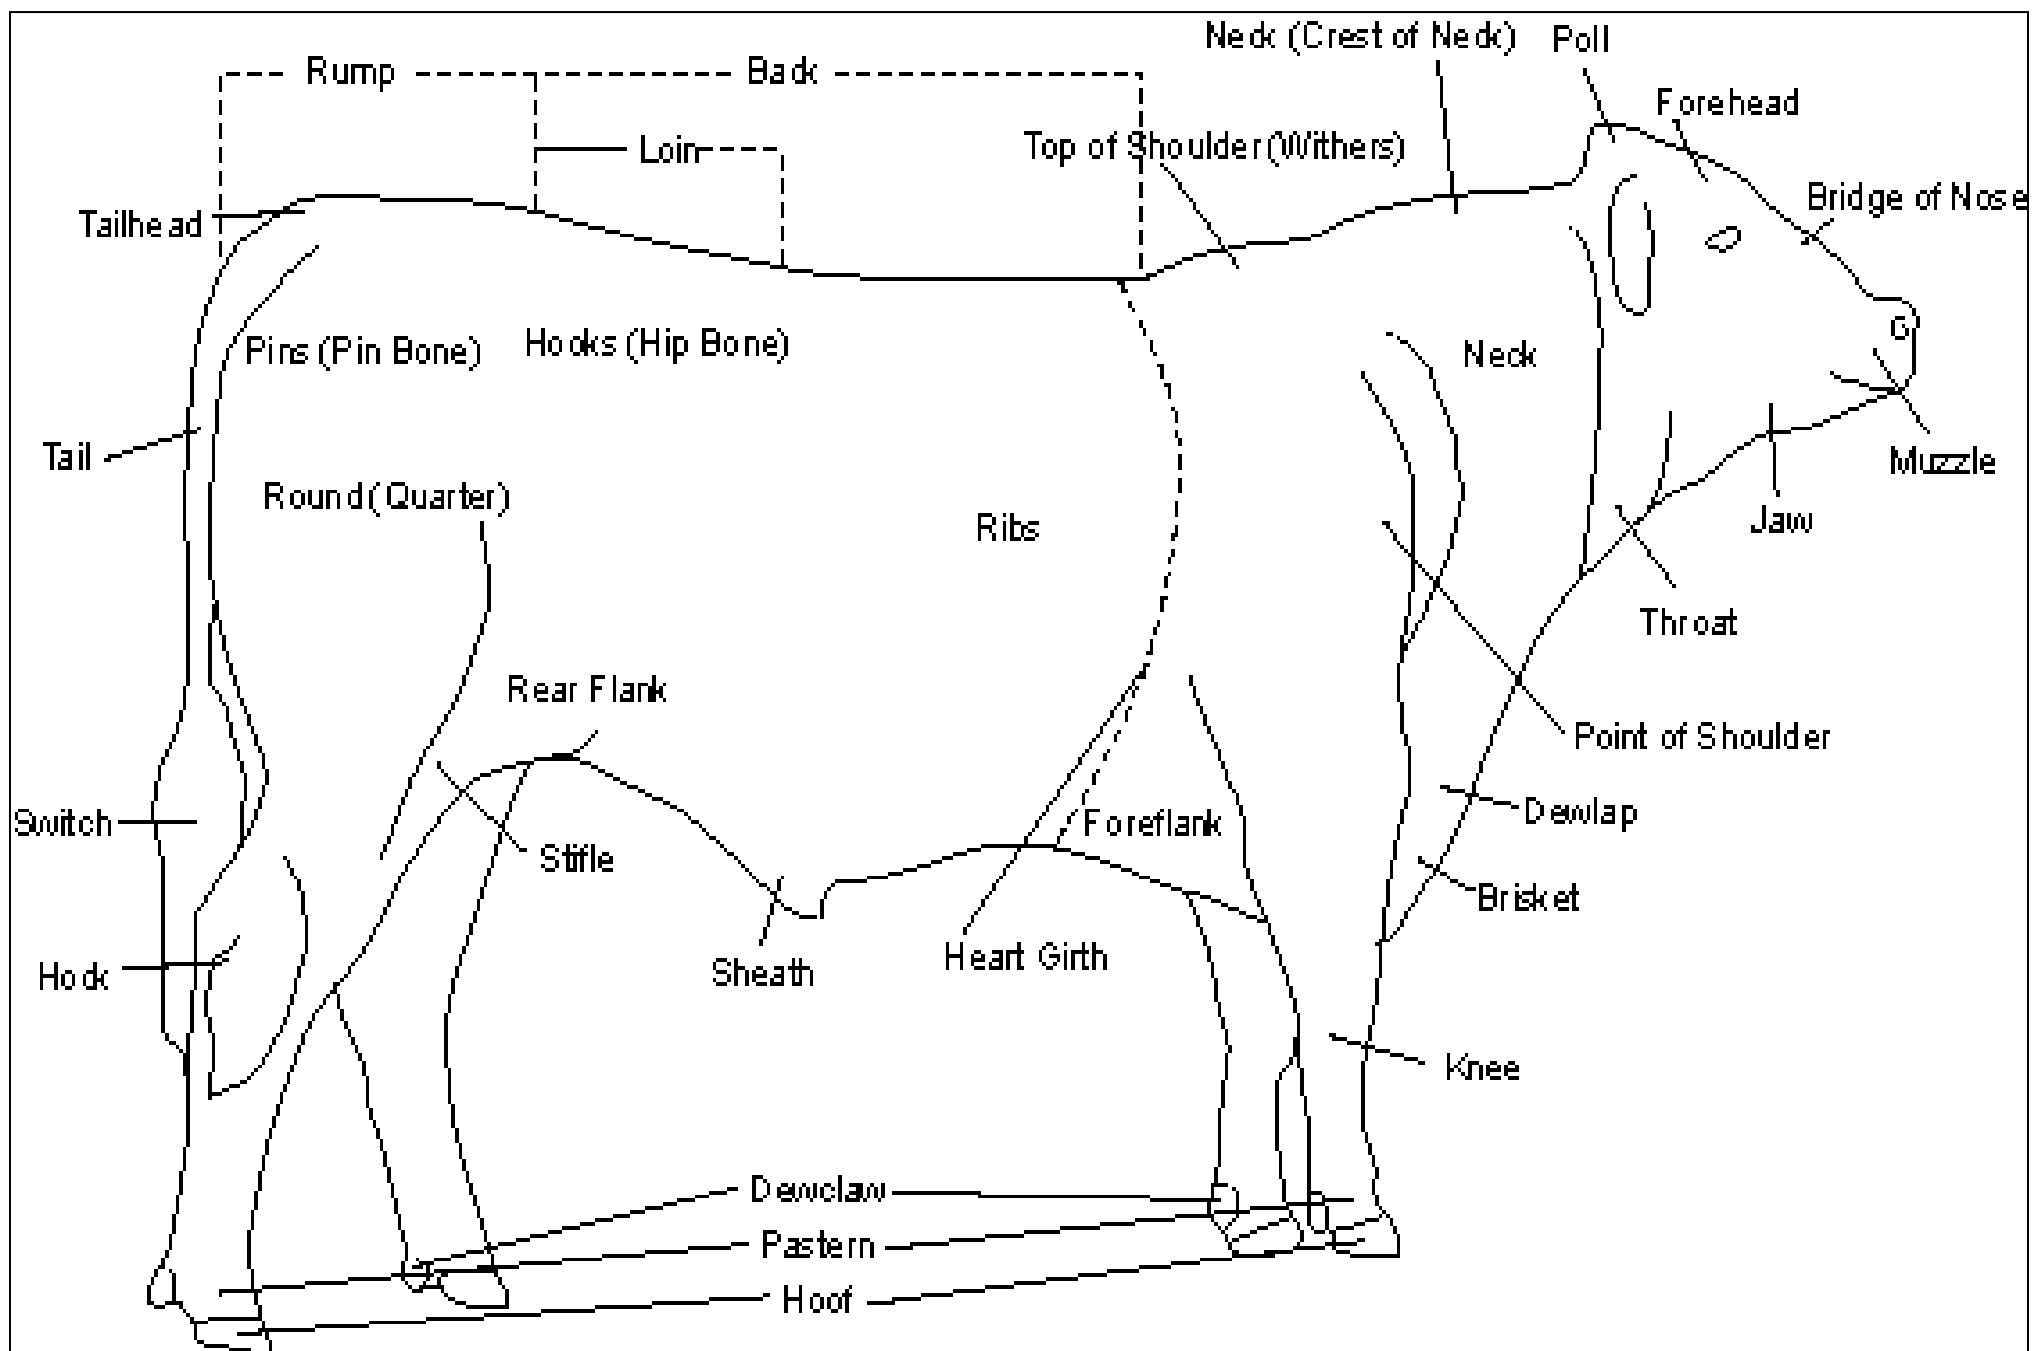 Neck (Crest of Neck)
Poll
Rump
Back
Forehead
Loin
Top of Shoulder (Withers)
Bridge of Nose
Tailhead
Pins (Pin Bone)
Hooks (Hip Bone)
Neck
Tail
Muzzle
Round (Quarter)
Ribs
Jaw
Throat
Rear Flank
Point of Shoulder
Switch
Foreflank
Dewlap
Stifle
Brisket
Hock
Sheath
Heart Girth
Knee
Dewclaw
Pastern
Hoof